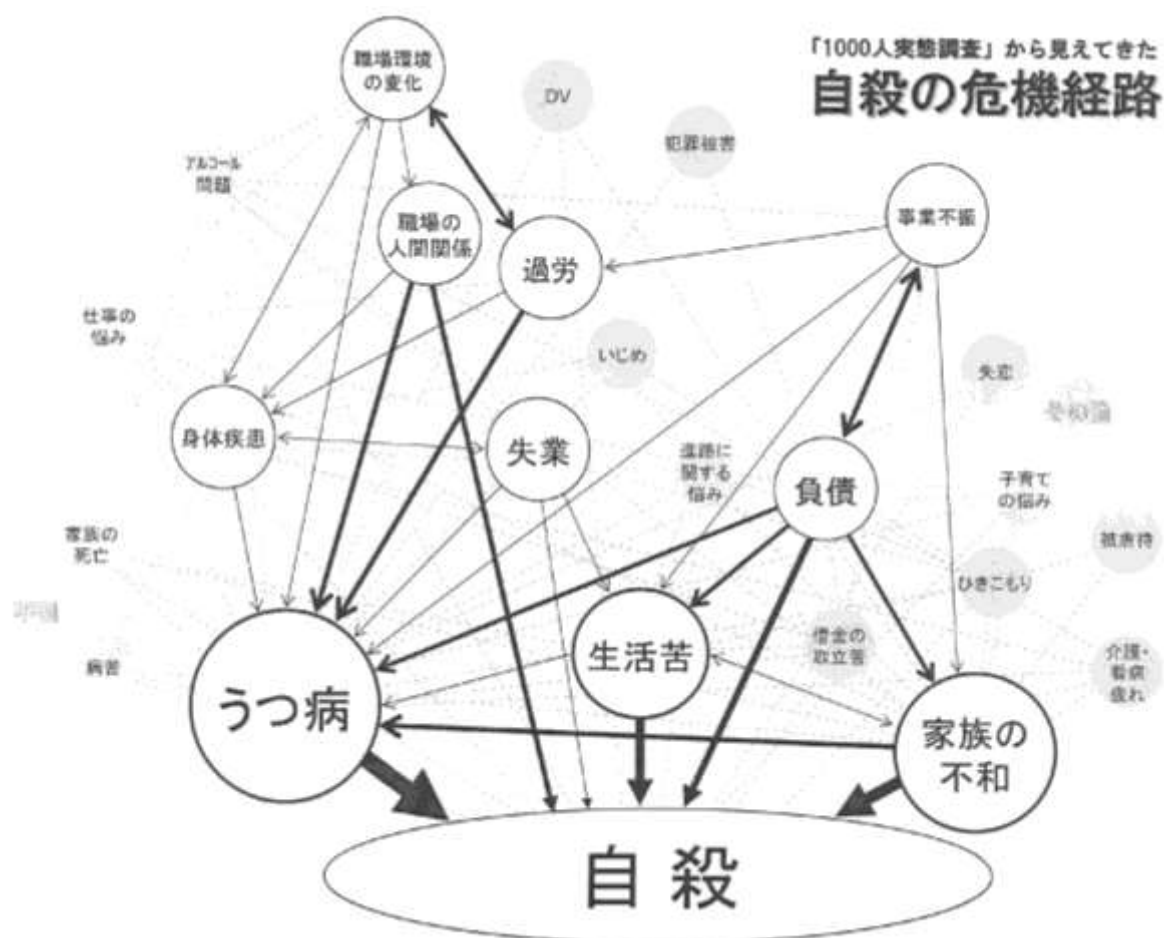 「1000人実態調査」から見えてきた
自殺の危機経路
職場環境
の変化
DV
犯罪被害
アルコール
問題
職場の
人間関係
過労
事業不振
仕事の
悩み
いじめ
失恋
身体疾患
失業
進路に
関する
悩み
負債
子育て
の悩み
家族の
死亡
被虐待
ひきこもり
病苦
うつ病
生活苦
借金の
取立苦
介護・
看病
疲れ
家族の
不和
自殺